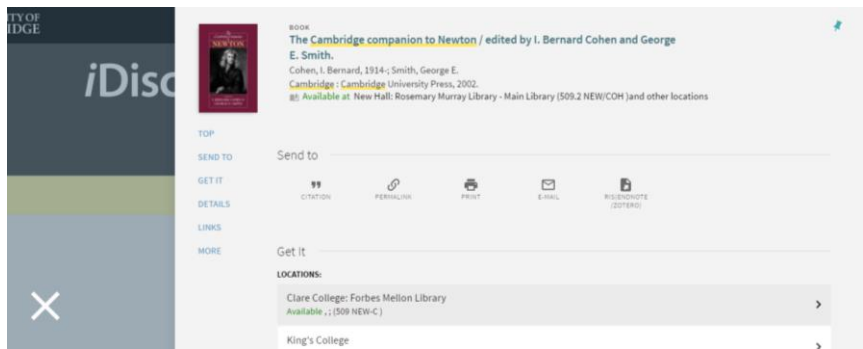 ITY OF
IDGE
iDisc
NEWTON
BOOK
The Cambridge companion to Newton / edited by I. Bernard Cohen and George
E. Smith.
Cohen, I. Bernard, 1914-; Smith, George E.
Cambridge : Cambridge University Press, 2002.
Available at New Hall: Rosemary Murray Library - Main Library (509.2 NEW/COH )and other locations
TOP
SEND TO
GET IT
DETAILS
LINKS
MORE
Send to
CITATION
PERMALINK
PRINT
E-MAIL
RIS(ENDNOTE
/ZOTERO)
Get It
LOCATIONS:
Clare College: Forbes Mellon Library
Available , ; (509 NEW-C )
King's College